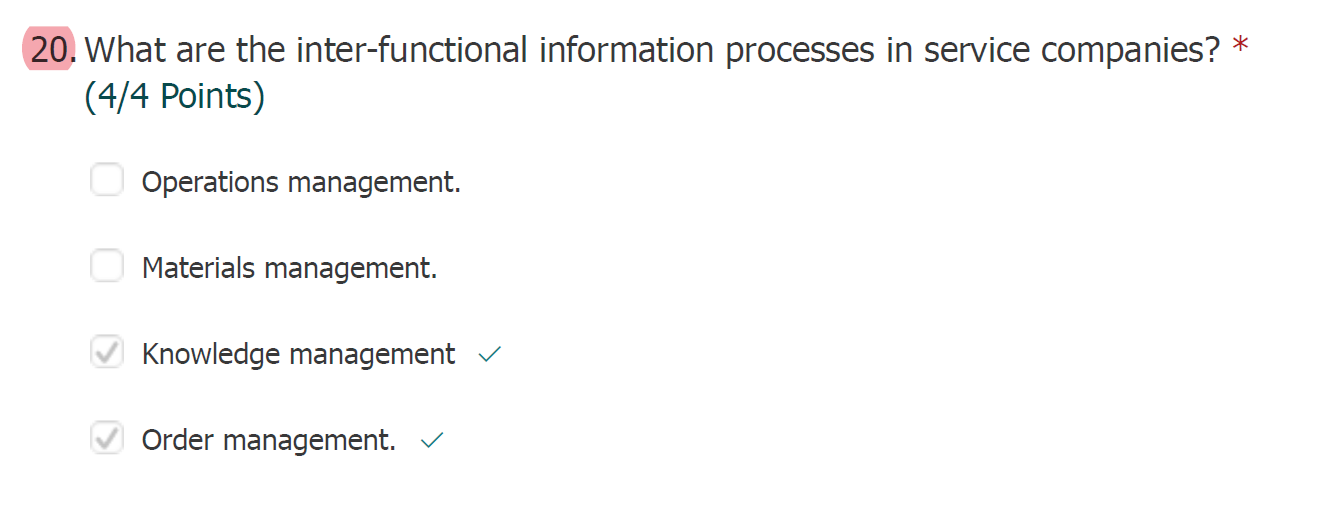 20. What are the inter-functional information processes in service companies? *
(4/4 Points)
Operations management.
Materials management.
Knowledge management
Order management.